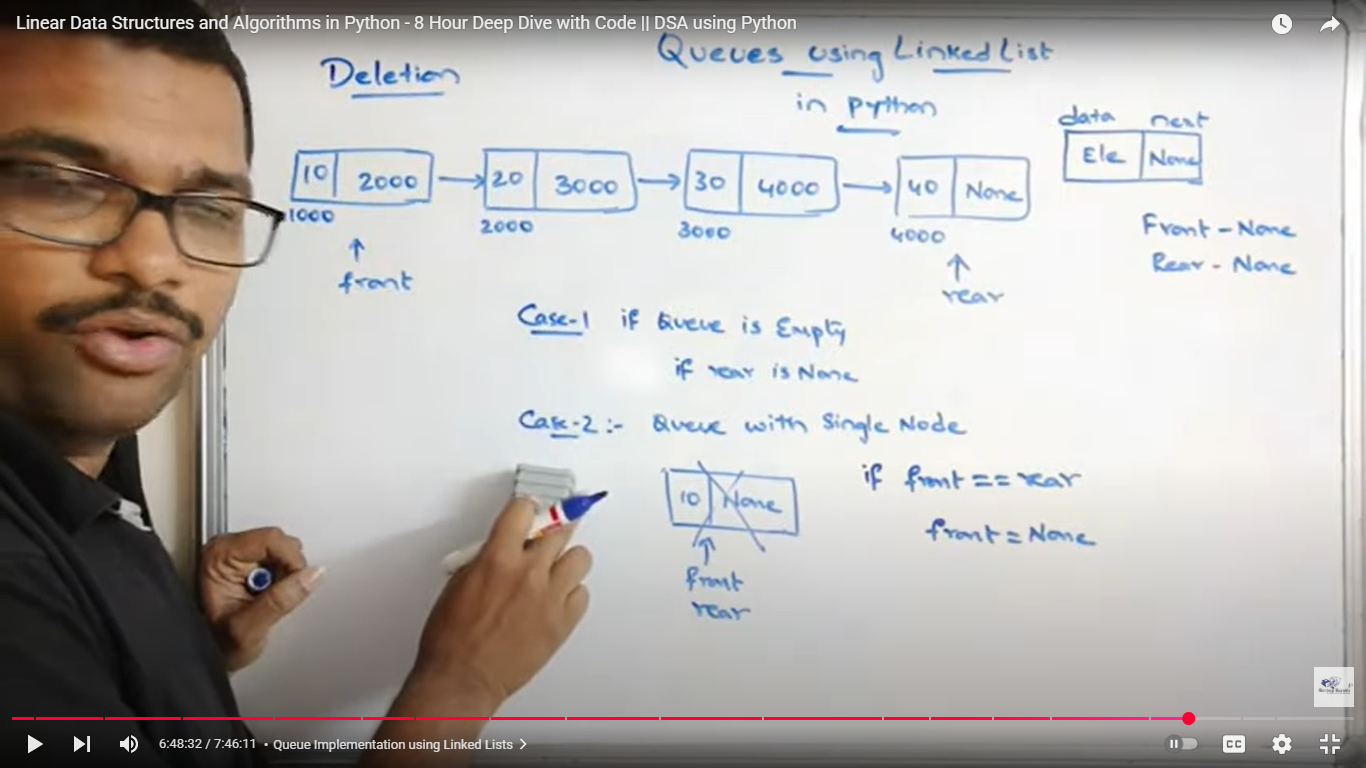 Linear Data Structures and Algorithms in Python - 8 Hour Deep Dive with Code || DSA using Python
Deletion
Queues using Linked List
in python
data next
Ele None
10 2000
20 3000
30 4000
40 None
1000
2000
3000
4000
front
rear
Front - None
Rear - None
Case-1 if Queue is Empty
if rear is None
Case-2 :- Queue with Single Node
10 None
if front == rear
front = None
front
rear
6:48:32 / 7:46:11 • Queue Implementation using Linked Lists >
CC